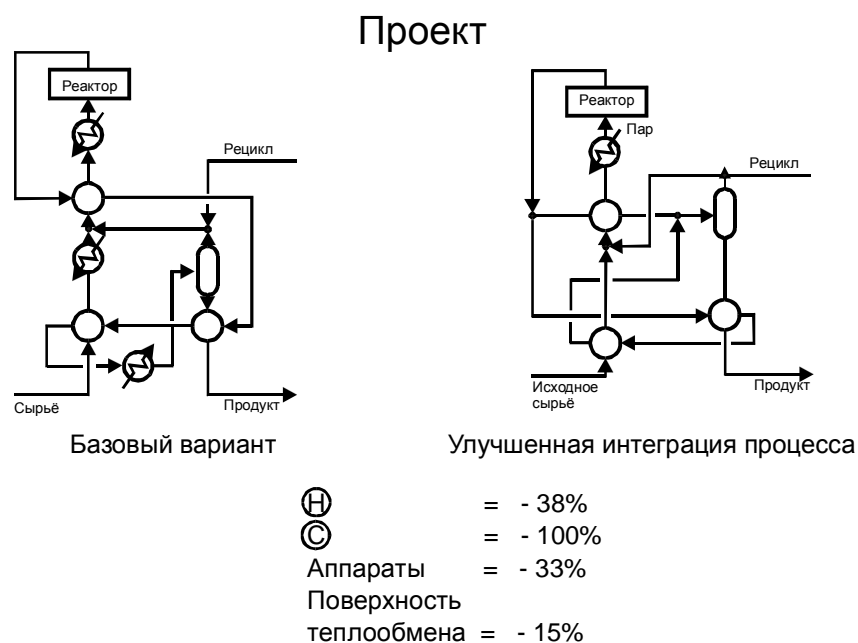 Проект
Реактор
Рецикл
Сырьё
Продукт
Базовый вариант
Реактор
Пар
Рецикл
Исходное
сырьё
Продукт
Улучшенная интеграция процесса
H = - 38%
C = - 100%
Аппараты = - 33%
Поверхность
теплообмена = - 15%